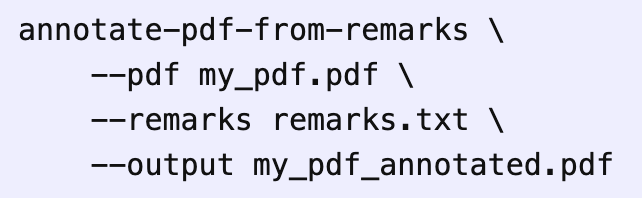 annotate-pdf-from-remarks \
    --pdf my_pdf.pdf \
    --remarks remarks.txt \
    --output my_pdf_annotated.pdf